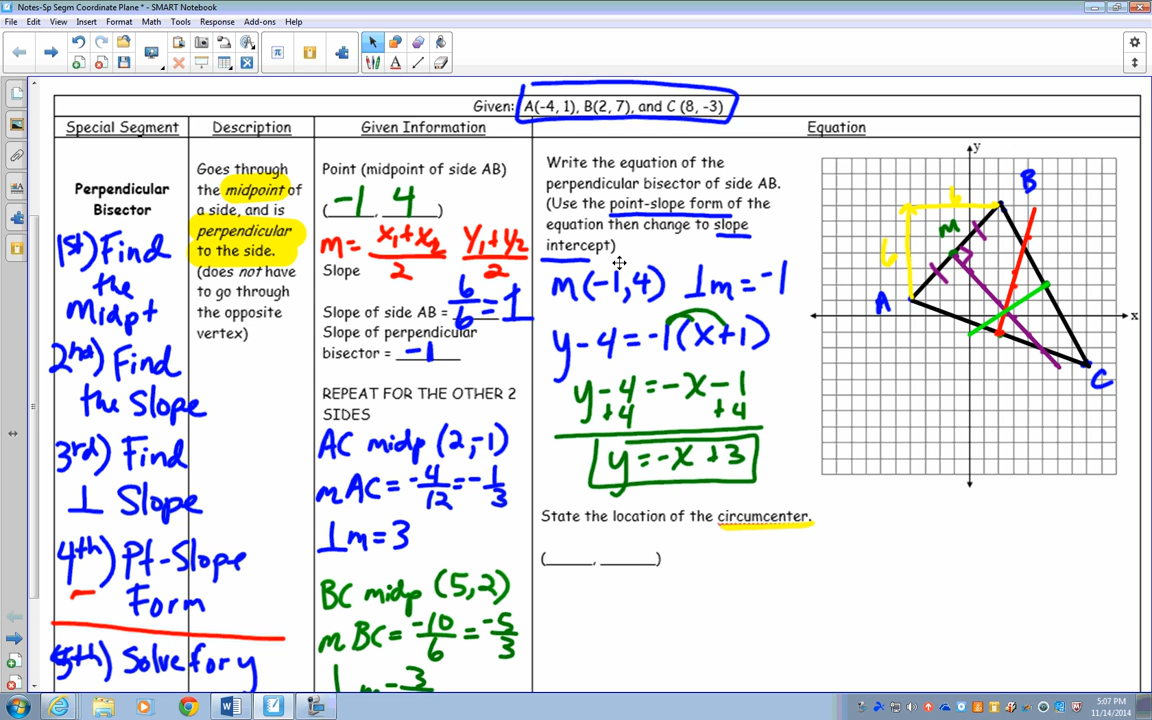 Notes-Sp Segm Coordinate Plane * - SMART Notebook
File Edit View Insert Format Segment Math Tools Response Add-ons Help
Given: A(-4, 1), B(2, 7), and C (8, -3)
Special Segment
Perpendicular
Bisector
1st) Find
the
Midpt
2nd) Find
the Slope
3rd) Find
⊥ Slope
4th) Pt-Slope
Form
5th) Solve for y
Description
Goes through
the midpoint of
a side, and is
perpendicular
to the side.
(does not have
to go through
the opposite
vertex)
Given Information
Point (midpoint of side AB)
(-1, 4)
m= x₁+x₂/2 y₁+y₂/2
Slope
Slope of side AB = 6/6 = 1
Slope of perpendicular
bisector = -1
REPEAT FOR THE OTHER 2
SIDES
AC midp (2,-1)
mAC = -4/12 = -1/3
⊥m = 3
BC midp (5,2)
m BC = -10/6 = -5/3
⊥m = 3
Equation
Write the equation of the
perpendicular bisector of side AB.
(Use the point-slope form of the
equation then change to slope
intercept)
m(-1,4) ⊥m = -1
y-4 = -1(x+1)
y-4 = -x-1
+4 +4
y = -x+3
State the location of the circumcenter.
(_____, ______)
y
B
6
M
6
A
x
C
5:07 PM
11/14/2014